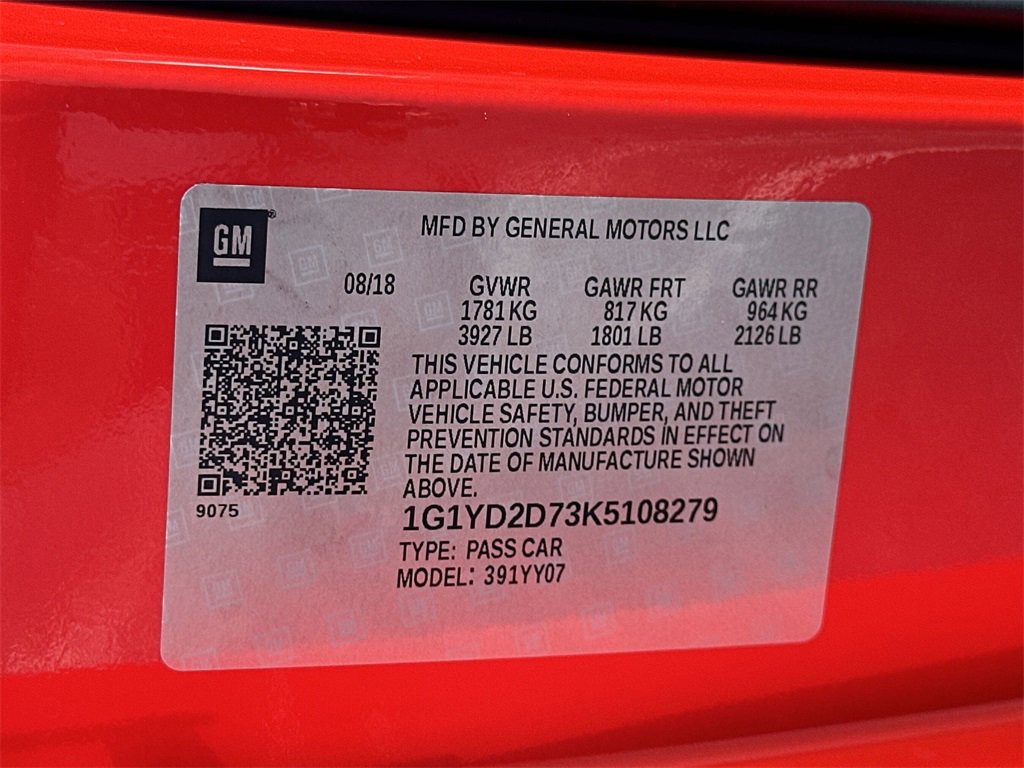 GM®
MFD BY GENERAL MOTORS LLC
08/18 GVWR GAWR FRT GAWR RR
1781 KG 817 KG 964 KG
3927 LB 1801 LB 2126 LB
THIS VEHICLE CONFORMS TO ALL
APPLICABLE U.S. FEDERAL MOTOR
VEHICLE SAFETY, BUMPER, AND THEFT
PREVENTION STANDARDS IN EFFECT ON
THE DATE OF MANUFACTURE SHOWN
ABOVE.
9075
1G1YD2D73K5108279
TYPE: PASS CAR
MODEL: 391YY07